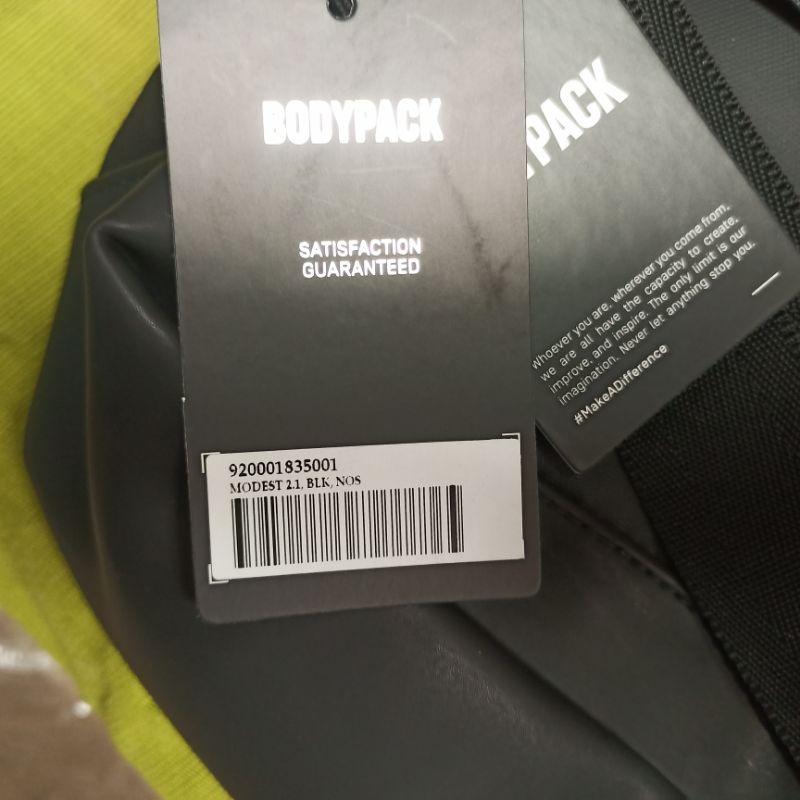 BODYPACK
SATISFACTION
GUARANTEED
920001835001
MODEST 2.1, BLK, NOS
YPACK
Whoever you are, wherever you come from,
we are all have the capacity to create,
improve, and inspire. The only limit is our
imagination. Never let anything stop you.
#MakeADifference